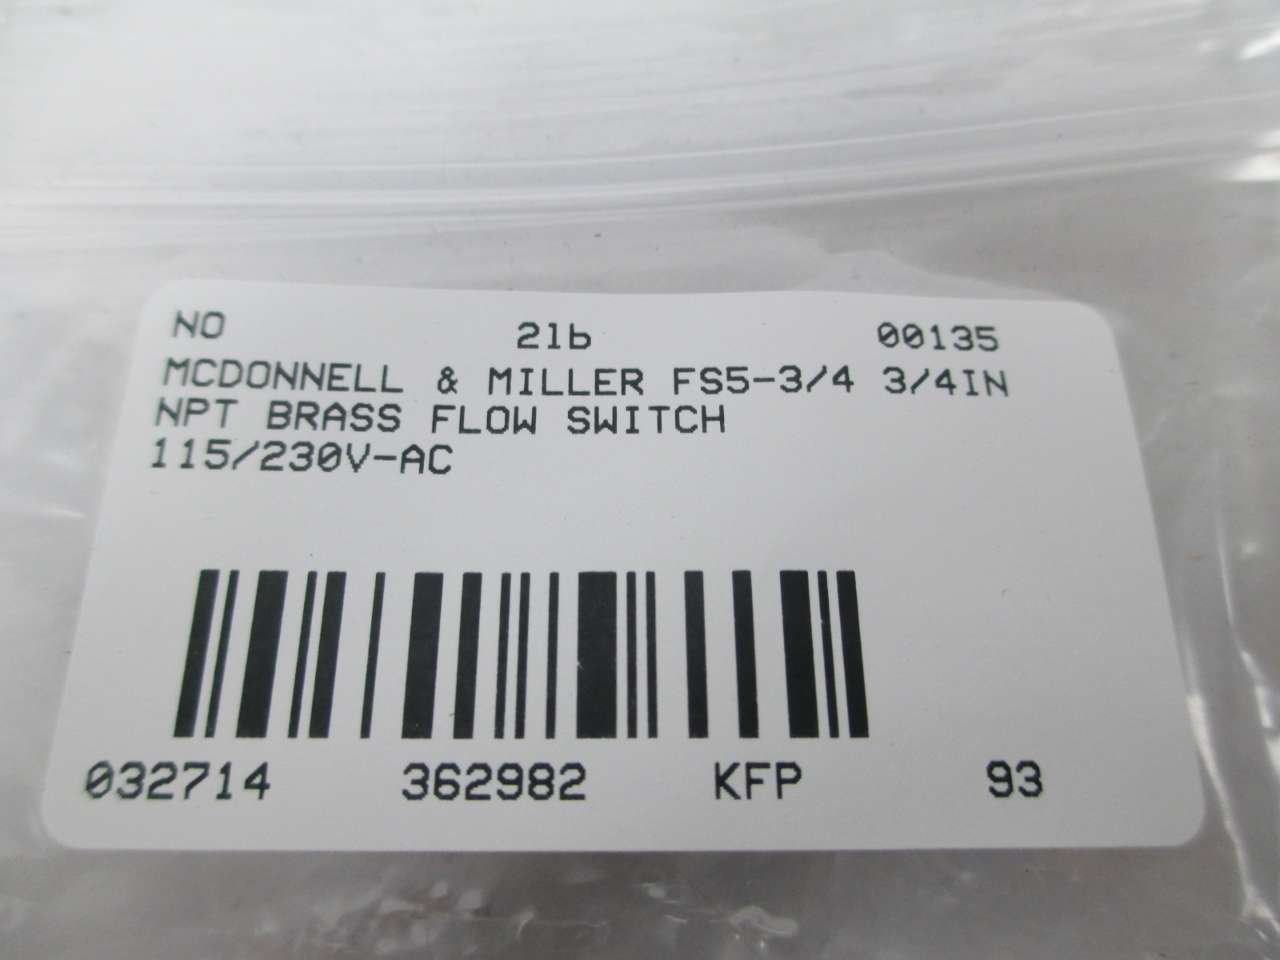 NO 21b 00135
MCDONNELL & MILLER FS5-3/4 3/4IN
NPT BRASS FLOW SWITCH
115/230V-AC
032714 362982 KFP 93